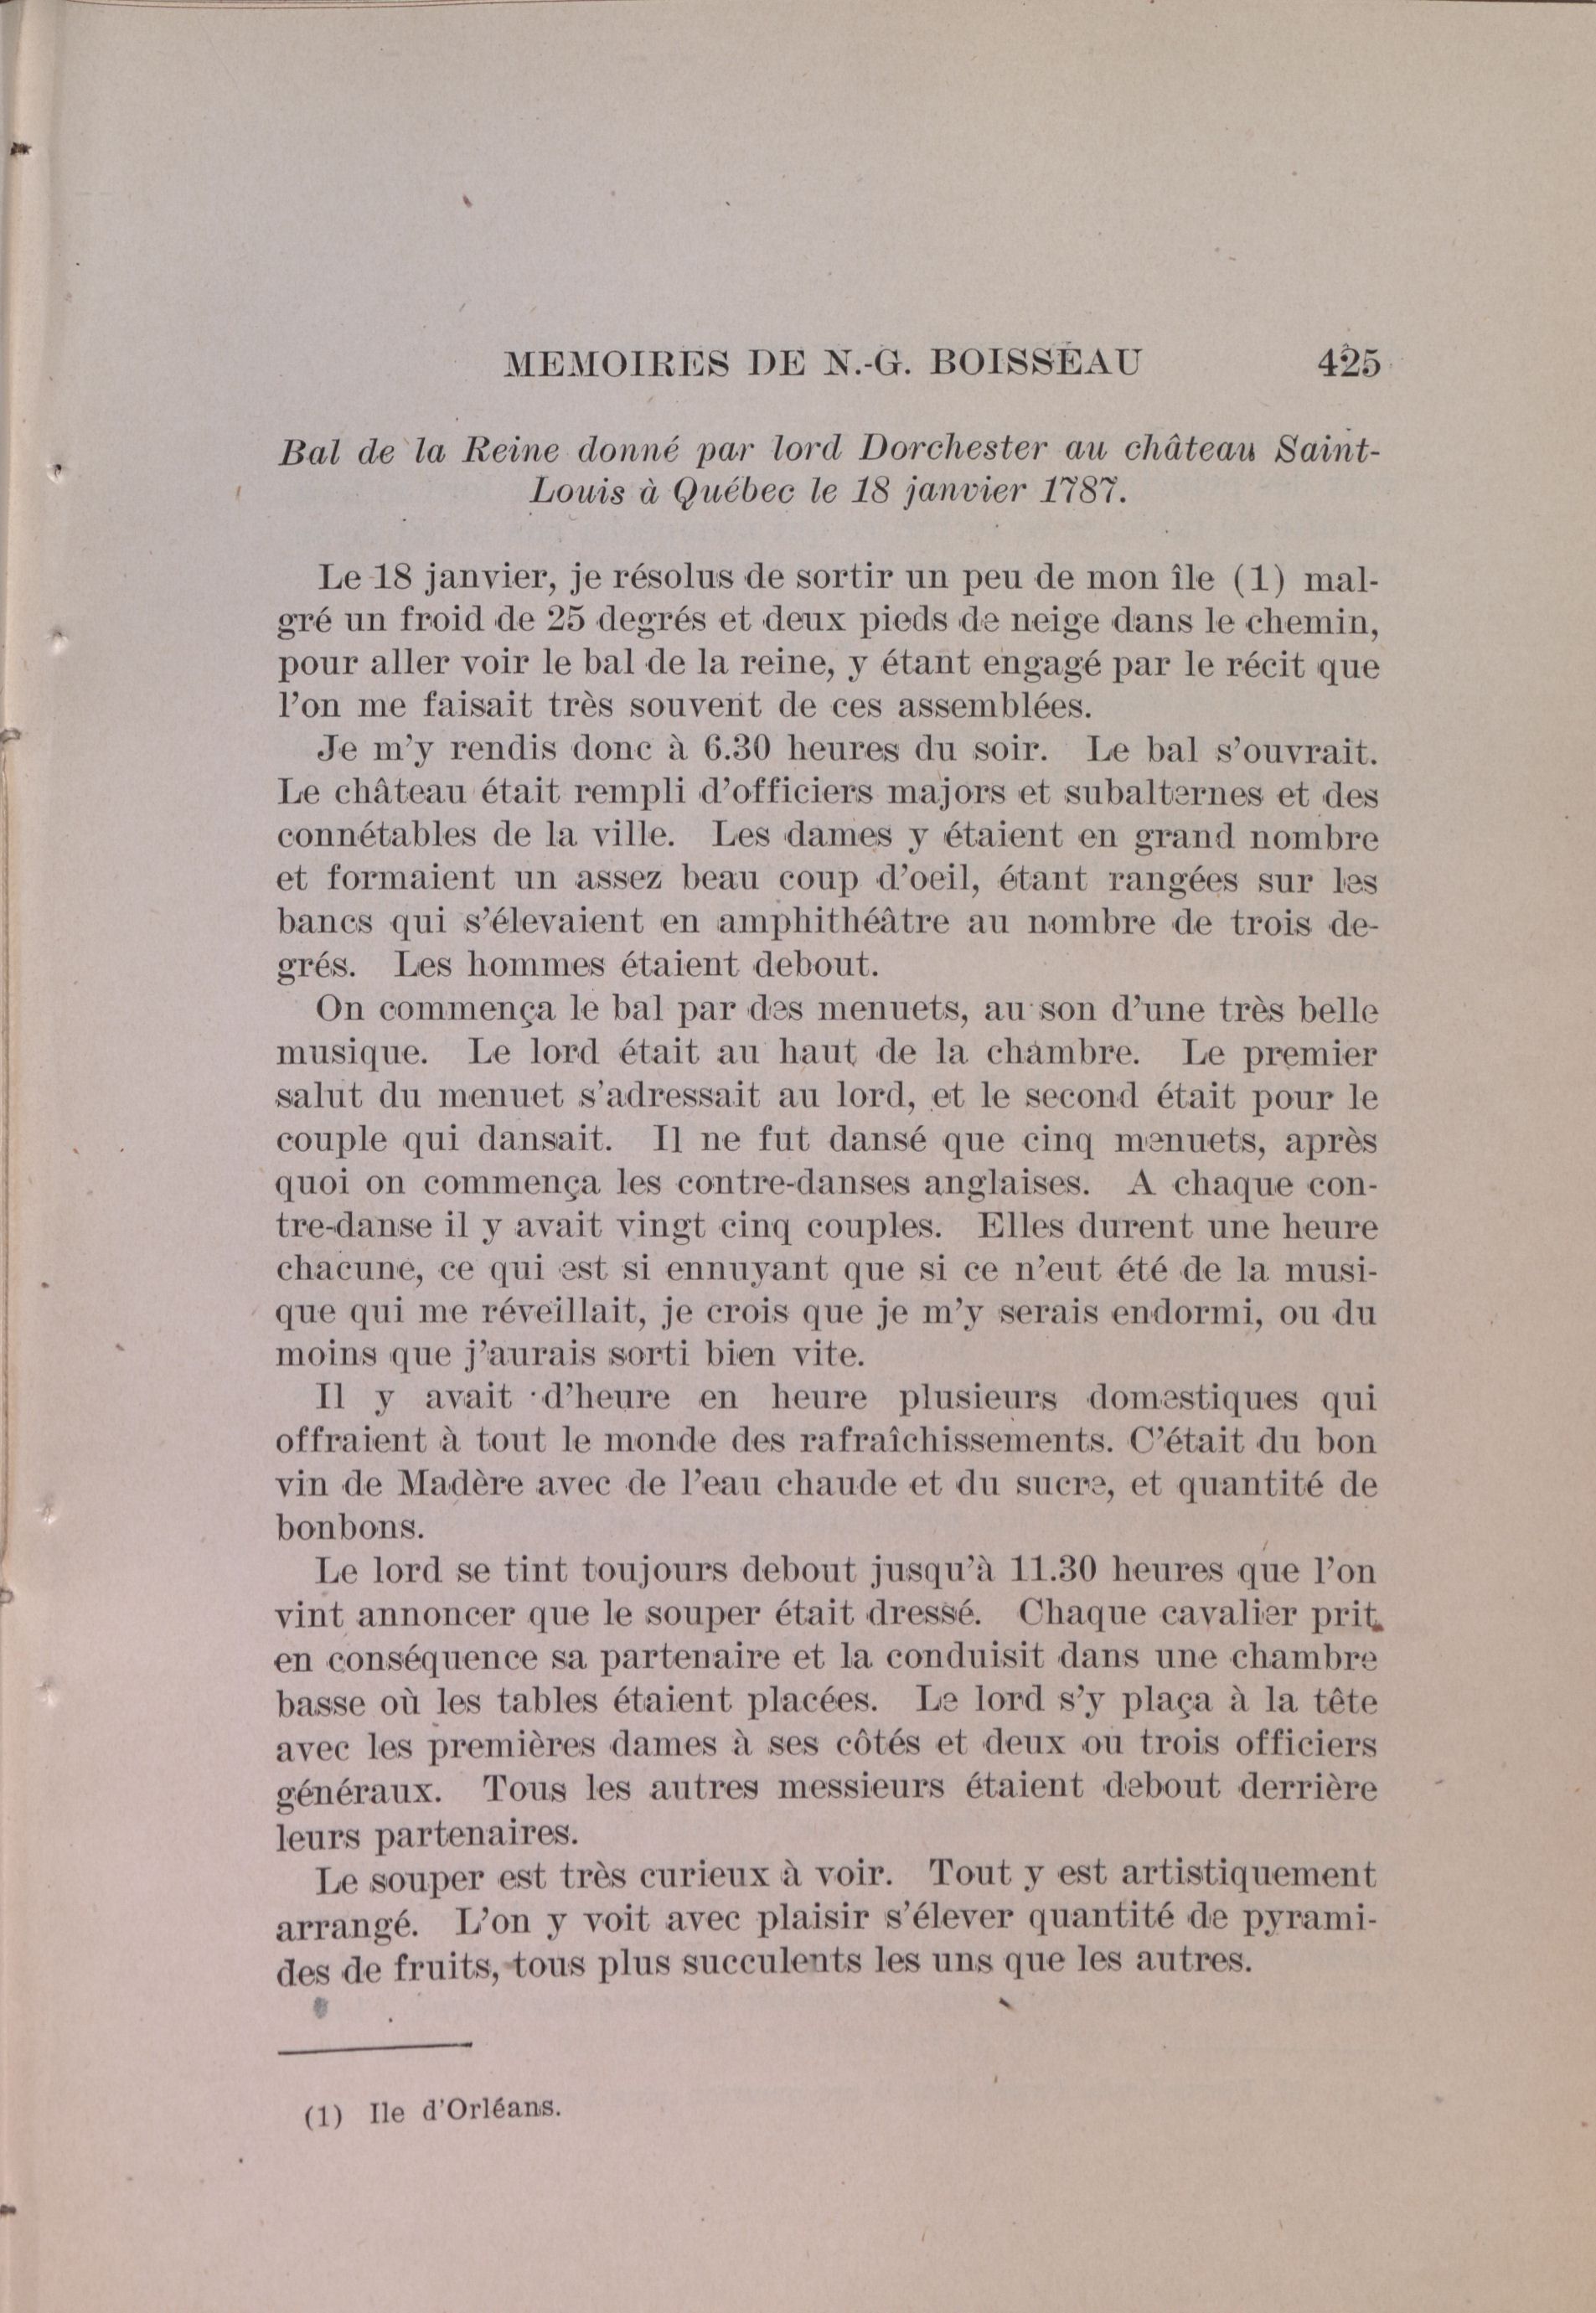 MEMOIRES DE N.-G. BOISSEAU 425
Bal de la Reine donné par lord Dorchester au château Saint-
Louis à Québec le 18 janvier 1787.
Le 18 janvier, je résolus de sortir un peu de mon île (1) mal-
gré un froid de 25 degrés et deux pieds de neige dans le chemin,
pour aller voir le bal de la reine, y étant engagé par le récit que
l'on me faisait très souvent de ces assemblées.
Je m'y rendis donc à 6.30 heures du soir. Le bal s'ouvrait.
Le château était rempli d'officiers majors et subalternes et des
connétables de la ville. Les dames y étaient en grand nombre
et formaient un assez beau coup d'oeil, étant rangées sur les
bancs qui s'élevaient en amphithéâtre au nombre de trois de-
grés. Les hommes étaient debout.
On commença le bal par des menuets, au son d'une très belle
musique. Le lord était au haut de la chambre. Le premier
salut du menuet s'adressait au lord, et le second était pour le
couple qui dansait. Il ne fut dansé que cinq menuets, après
quoi on commença les contre-danses anglaises. A chaque con-
tre-danse il y avait vingt cinq couples. Elles durent une heure
chacune, ce qui est si ennuyant que si ce n'eut été de la musi-
que qui me réveillait, je crois que je m'y serais endormi, ou du
moins que j'aurais sorti bien vite.
Il y avait d'heure en heure plusieurs domestiques qui
offraient à tout le monde des rafraîchissements. C'était du bon
vin de Madère avec de l'eau chaude et du sucre, et quantité de
bonbons.
Le lord se tint toujours debout jusqu'à 11.30 heures que l'on
vint annoncer que le souper était dressé. Chaque cavalier prit
en conséquence sa partenaire et la conduisit dans une chambre
basse où les tables étaient placées. Le lord s'y plaça à la tête
avec les premières dames à ses côtés et deux ou trois officiers
généraux. Tous les autres messieurs étaient debout derrière
leurs partenaires.
Le souper est très curieux à voir. Tout y est artistiquement
arrangé. L'on y voit avec plaisir s'élever quantité de pyrami-
des de fruits, tous plus succulents les uns que les autres.
(1) Ile d'Orléans.